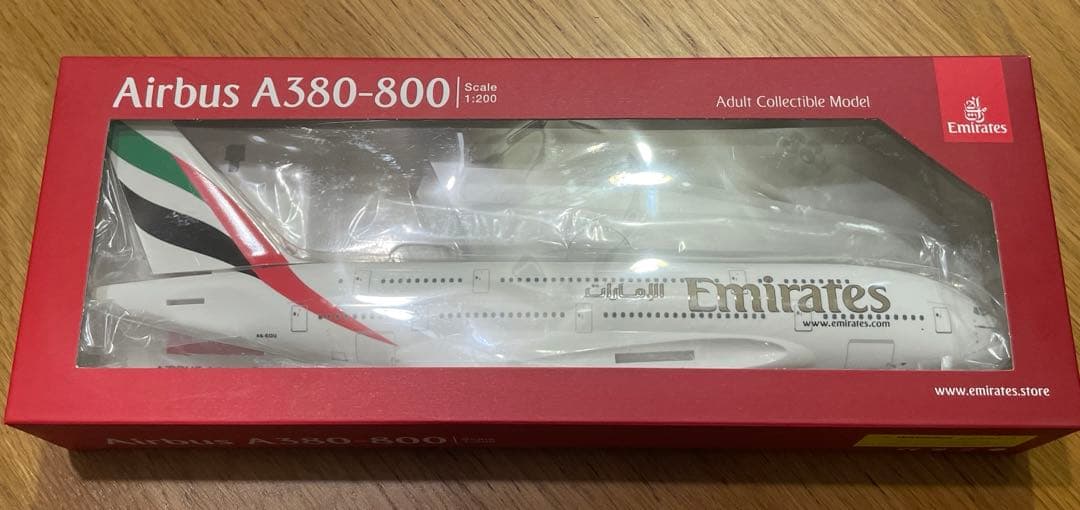 Airbus A380-800
Scale
1:200
Adult Collectible Model
Emirates
الإمارات
Emirates
www.emirates.com
www.emirates.store
Airbus A380-800